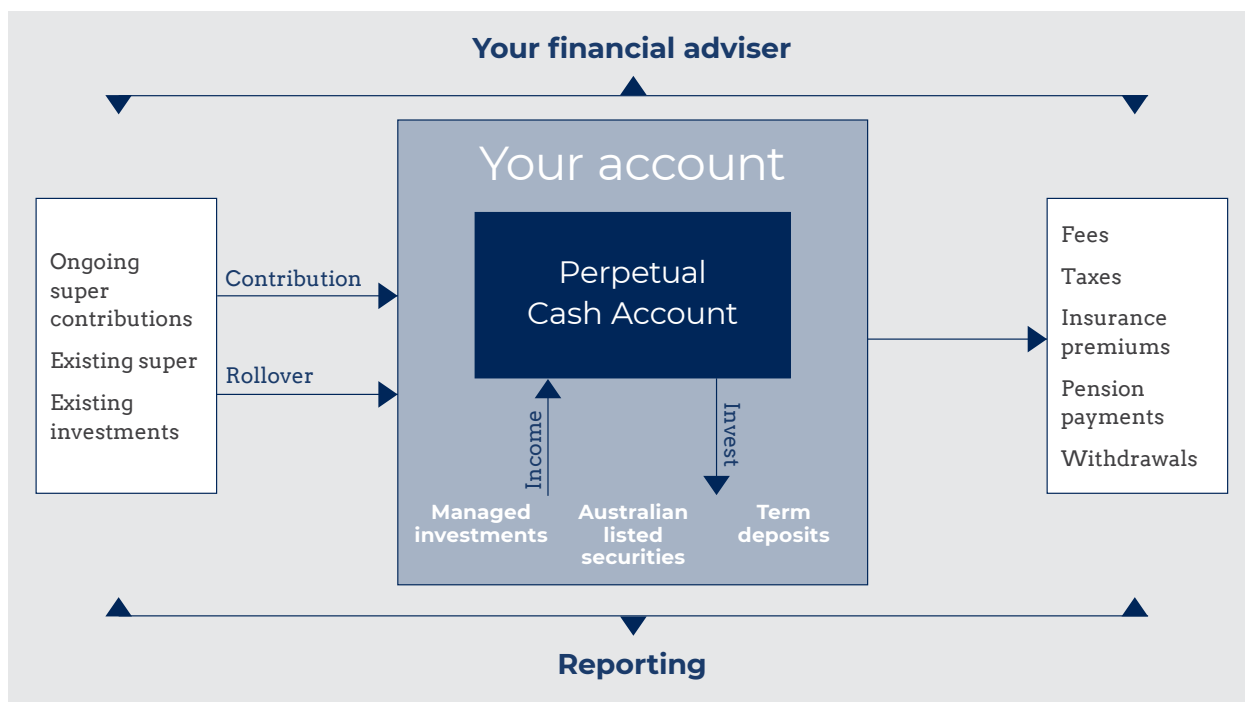 Your financial adviser
Your account
Ongoing
super
contributions
Existing super
Existing
investments
Contribution
Rollover
Perpetual
Cash Account
Income
Invest
Managed
investments
Australian
listed
securities
Term
deposits
Fees
Taxes
Insurance
premiums
Pension
payments
Withdrawals
Reporting